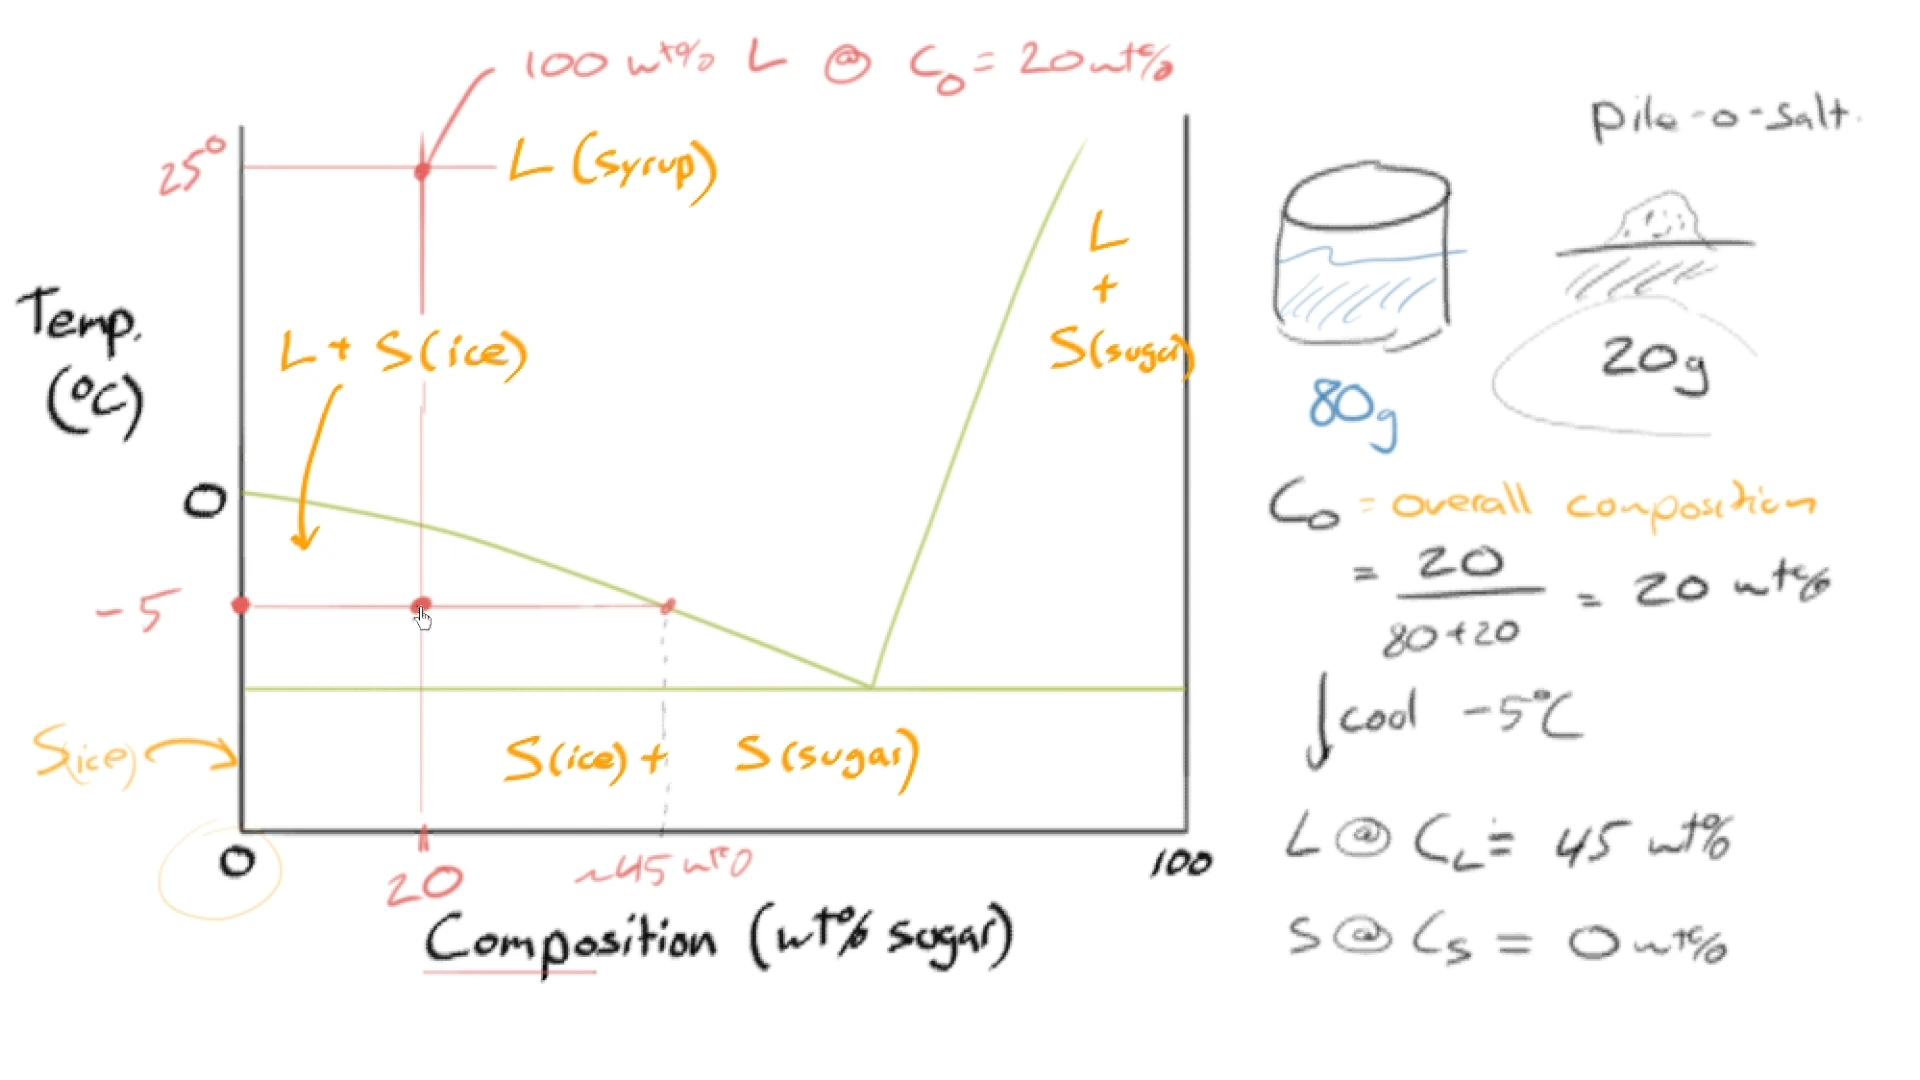 100 wt% L @ C₀ = 20 wt%
25°
L (syrup)
L
+
S(sugar)
Temp.
(°C)
L + S(ice)
0
-5
S(ice)
S(ice) + S(sugar)
0
20
~45 wt%
100
Composition (wt% sugar)
Pile-o-salt.
80g
20g
C₀ = overall composition
= 20
80+20
= 20 wt%
cool -5°C
L @ C_L = 45 wt%
S @ C_S = 0 wt%